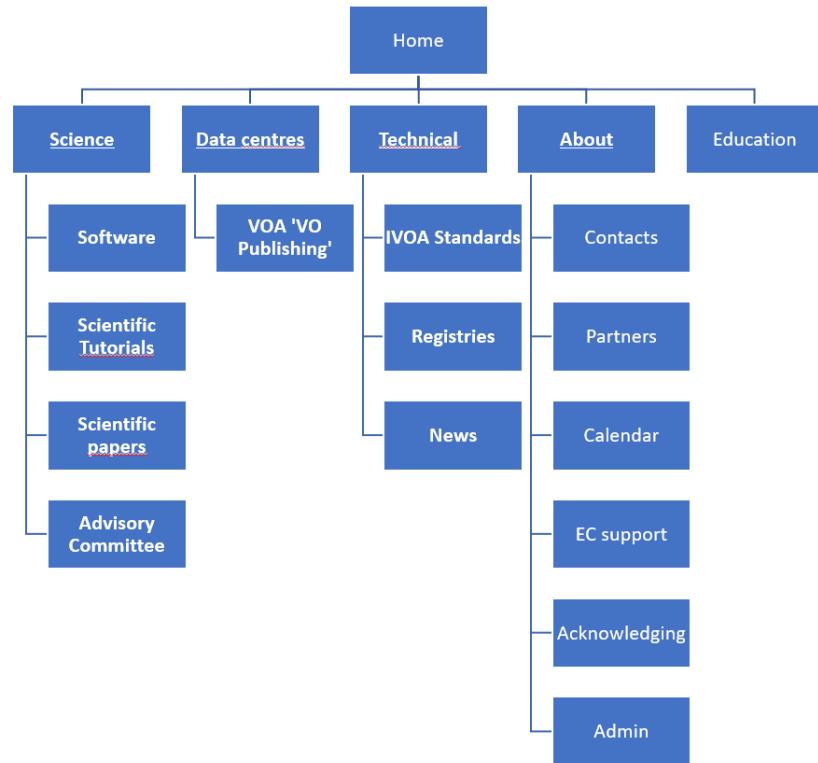 Home
Science
Data centres
Technical
About
Education
Software
Scientific
Tutorials
Scientific
papers
Advisory
Committee
VOA 'VO
Publishing'
IVOA Standards
Registries
News
Contacts
Partners
Calendar
EC support
Acknowledging
Admin